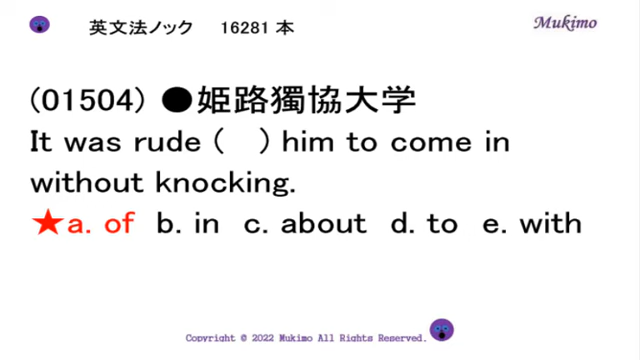 英文法ノック 16281 本
Mukimo
(01504) ●姫路獨協大学
It was rude ( ) him to come in
without knocking.
★a. of b. in c. about d. to e. with
Copyright @ 2022 Mukimo All Rights Reserved.